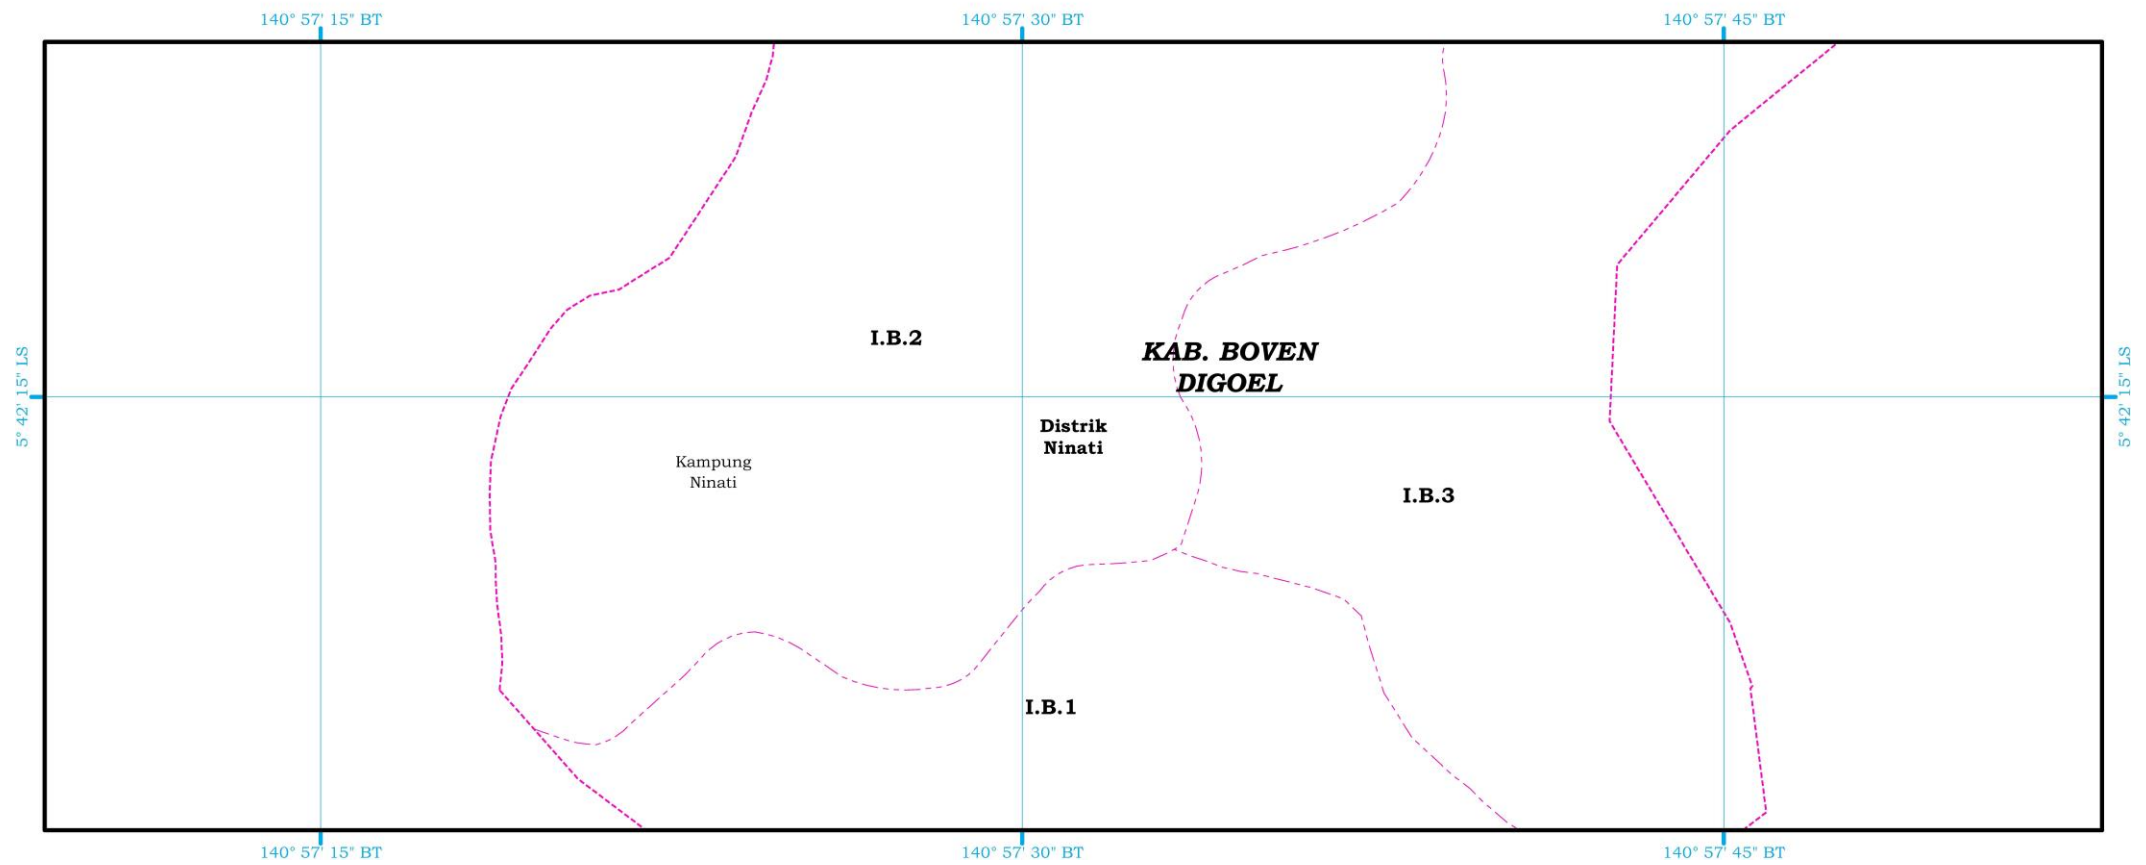 140° 57' 15" BT
140° 57' 30" BT
140° 57' 45" BT
I.B.2
KAB. BOVEN
DIGOEL
5° 42' 15" LS
5° 42' 15" LS
Distrik
Ninati
Kampung
Ninati
I.B.3
I.B.1
140° 57' 15" BT
140° 57' 30" BT
140° 57' 45" BT